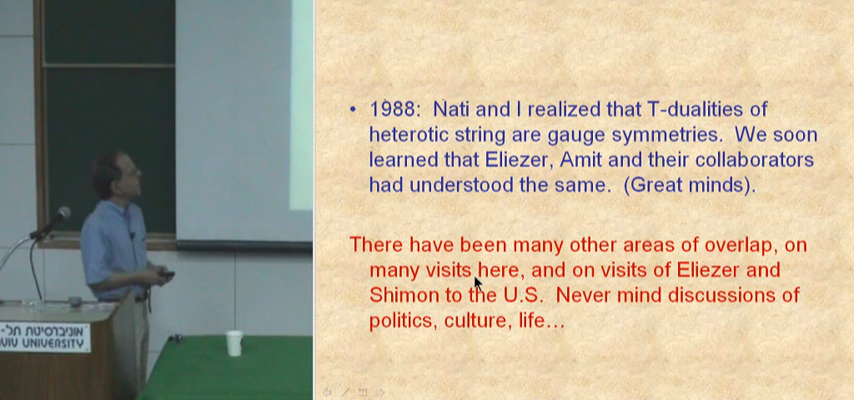 • 1988: Nati and I realized that T-dualities of
heterotic string are gauge symmetries. We soon
learned that Eliezer, Amit and their collaborators
had understood the same. (Great minds).
There have been many other areas of overlap, on
many visits here, and on visits of Eliezer and
Shimon to the U.S. Never mind discussions of
politics, culture, life…
אוניברסיטת תל-
UNIVERSITY